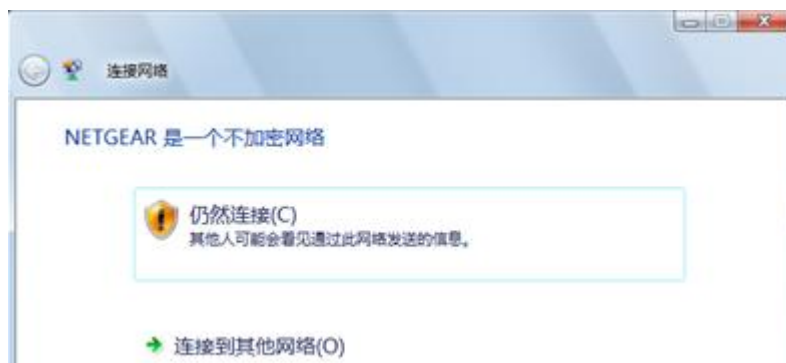 连接网络
NETGEAR 是一个不加密网络
仍然连接(C)
其他人可能会看见通过此网络发送的信息。
连接到其他网络(O)